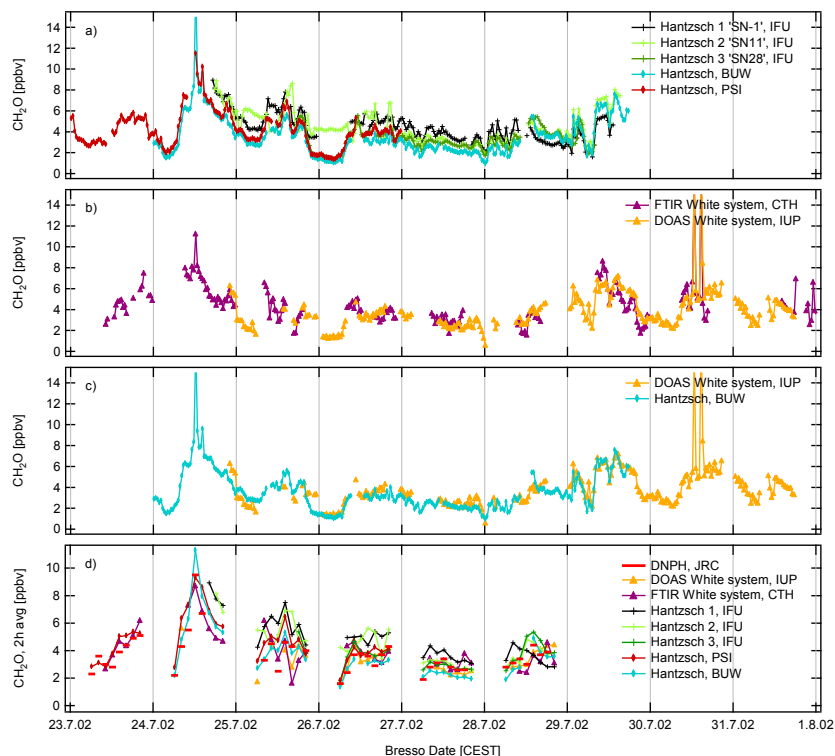 14
12
10
8
6
4
2
0
CH2O [ppbv]
a)
Hantzsch 1 'SN-1', IFU
Hantzsch 2 'SN11', IFU
Hantzsch 3 'SN28', IFU
Hantzsch, BUW
Hantzsch, PSI
14
12
10
8
6
4
2
0
CH2O [ppbv]
b)
FTIR White system, CTH
DOAS White system, IUP
14
12
10
8
6
4
2
0
CH2O [ppbv]
c)
DOAS White system, IUP
Hantzsch, BUW
10
8
6
4
2
0
CH2O, 2h avg [ppbv]
d)
DNPH, JRC
DOAS White system, IUP
FTIR White system, CTH
Hantzsch 1, IFU
Hantzsch 2, IFU
Hantzsch 3, IFU
Hantzsch, PSI
Hantzsch, BUW
23.7.02 24.7.02 25.7.02 26.7.02 27.7.02 28.7.02 29.7.02 30.7.02 31.7.02 1.8.02
Bresso Date [CEST]